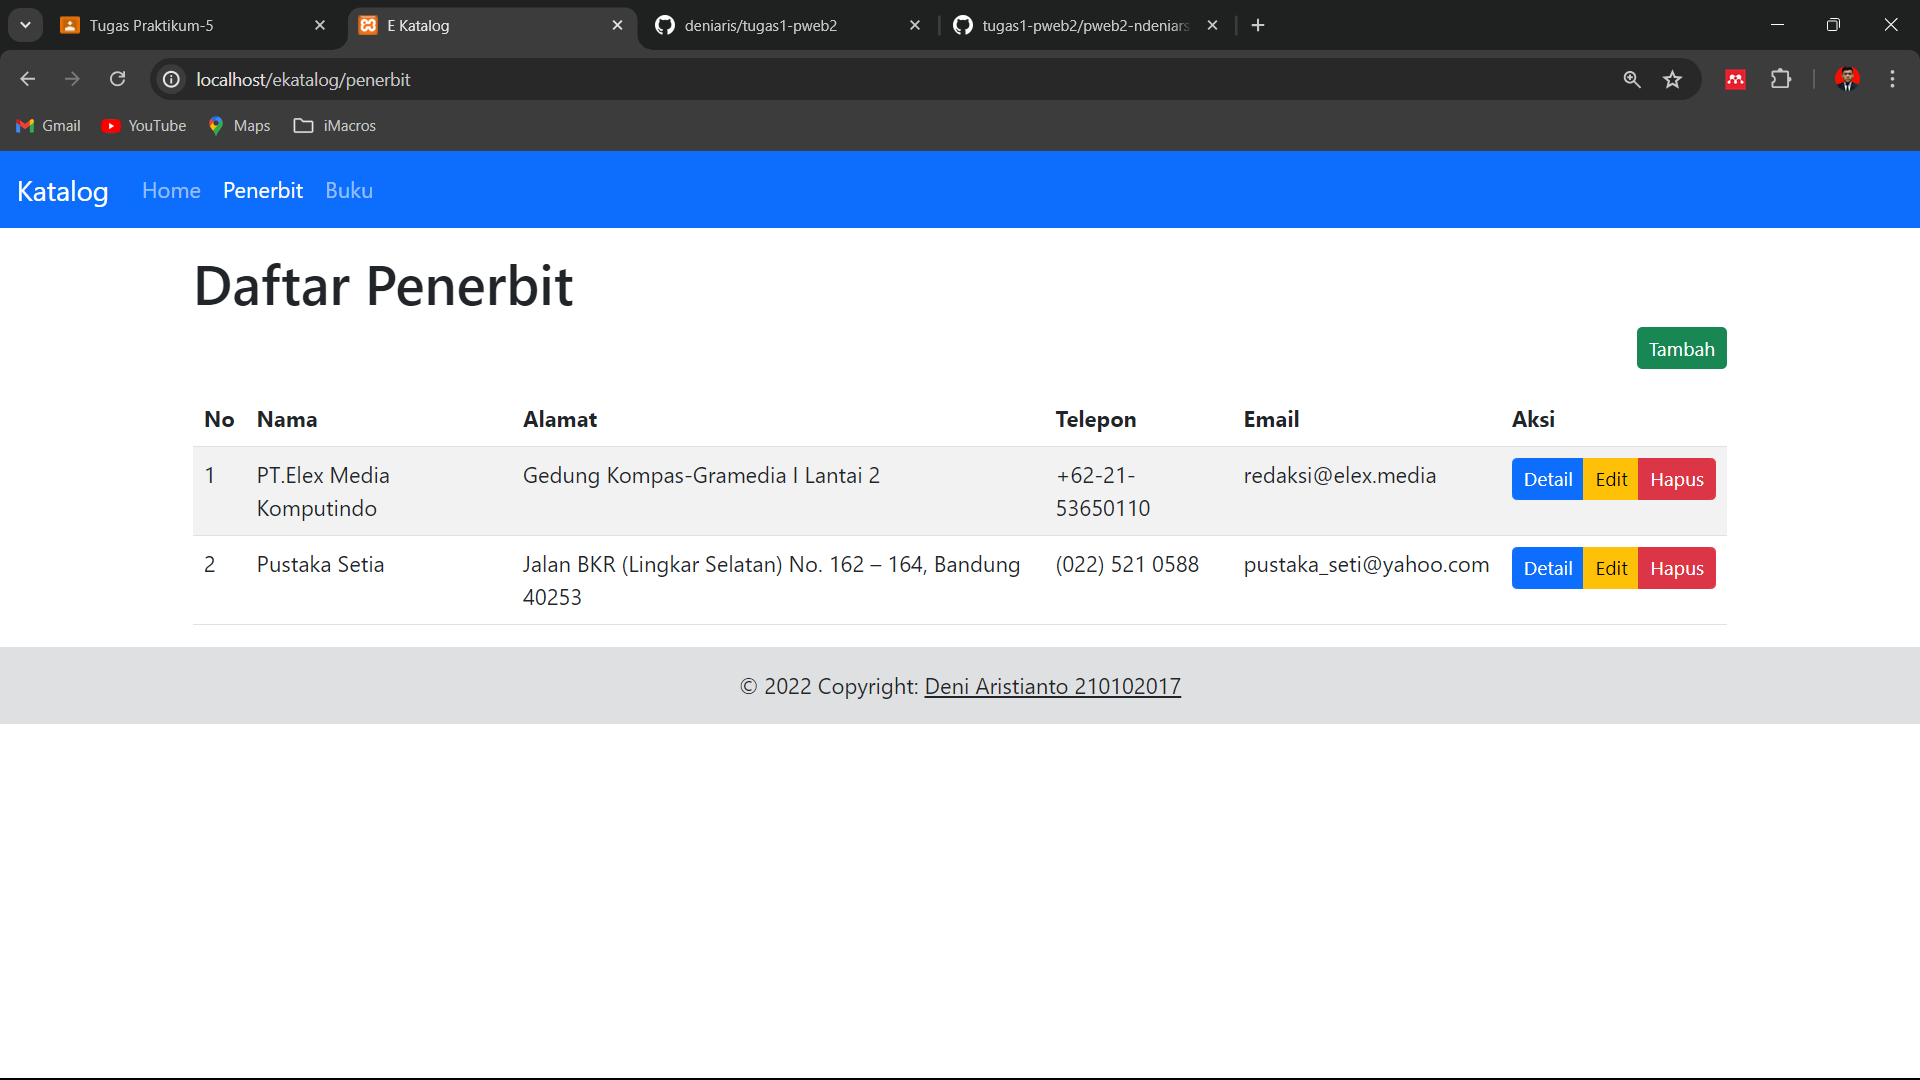 Tugas Praktikum-5
E Katalog
deniaris/tugas1-pweb2
tugas1-pweb2/pweb2-ndeniars
localhost/ekatalog/penerbit
Gmail
YouTube
Maps
iMacros
Katalog
Home
Penerbit
Buku
Daftar Penerbit
Tambah
No Nama Alamat Telepon Email Aksi
1 PT.Elex Media Gedung Kompas-Gramedia I Lantai 2 +62-21- redaksi@elex.media Detail Edit Hapus
Komputindo 53650110
2 Pustaka Setia Jalan BKR (Lingkar Selatan) No. 162 – 164, Bandung (022) 521 0588 pustaka_seti@yahoo.com Detail Edit Hapus
40253
© 2022 Copyright: Deni Aristianto 210102017